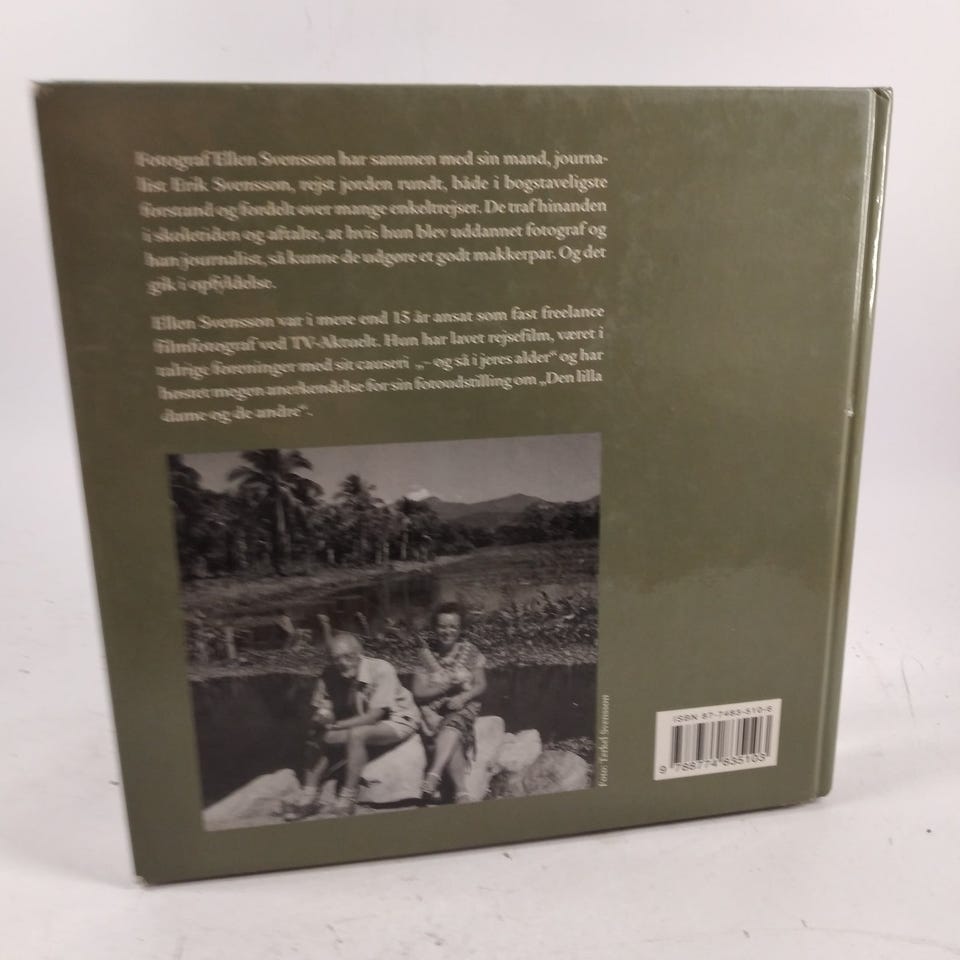 Fotograf Ellen Svensson har sammen med sin mand, journa-
list Erik Svensson, rejst jorden rundt, både i bogstaveligste
forstand og fordelt over mange enkeltrejser. De traf hinanden
i skoletiden og aftalte, at hvis hun blev uddannet fotograf og
han journalist, så kunne de udgøre et godt makkerpar. Og det
gik i opfyldelse.
Ellen Svensson var i mere end 15 år ansat som fast freelance
filmfotograf ved TV-Aktuelt. Hun har lavet rejsefilm, været i
talrige foreninger med sit causeri „- og så i jeres alder“ og har
høstet megen anerkendelse for sin fotoudstilling om „Den lilla
dame og de andre“.
Foto: Terkel Svensson
ISBN 87-7483-510-6
9 788774 835103